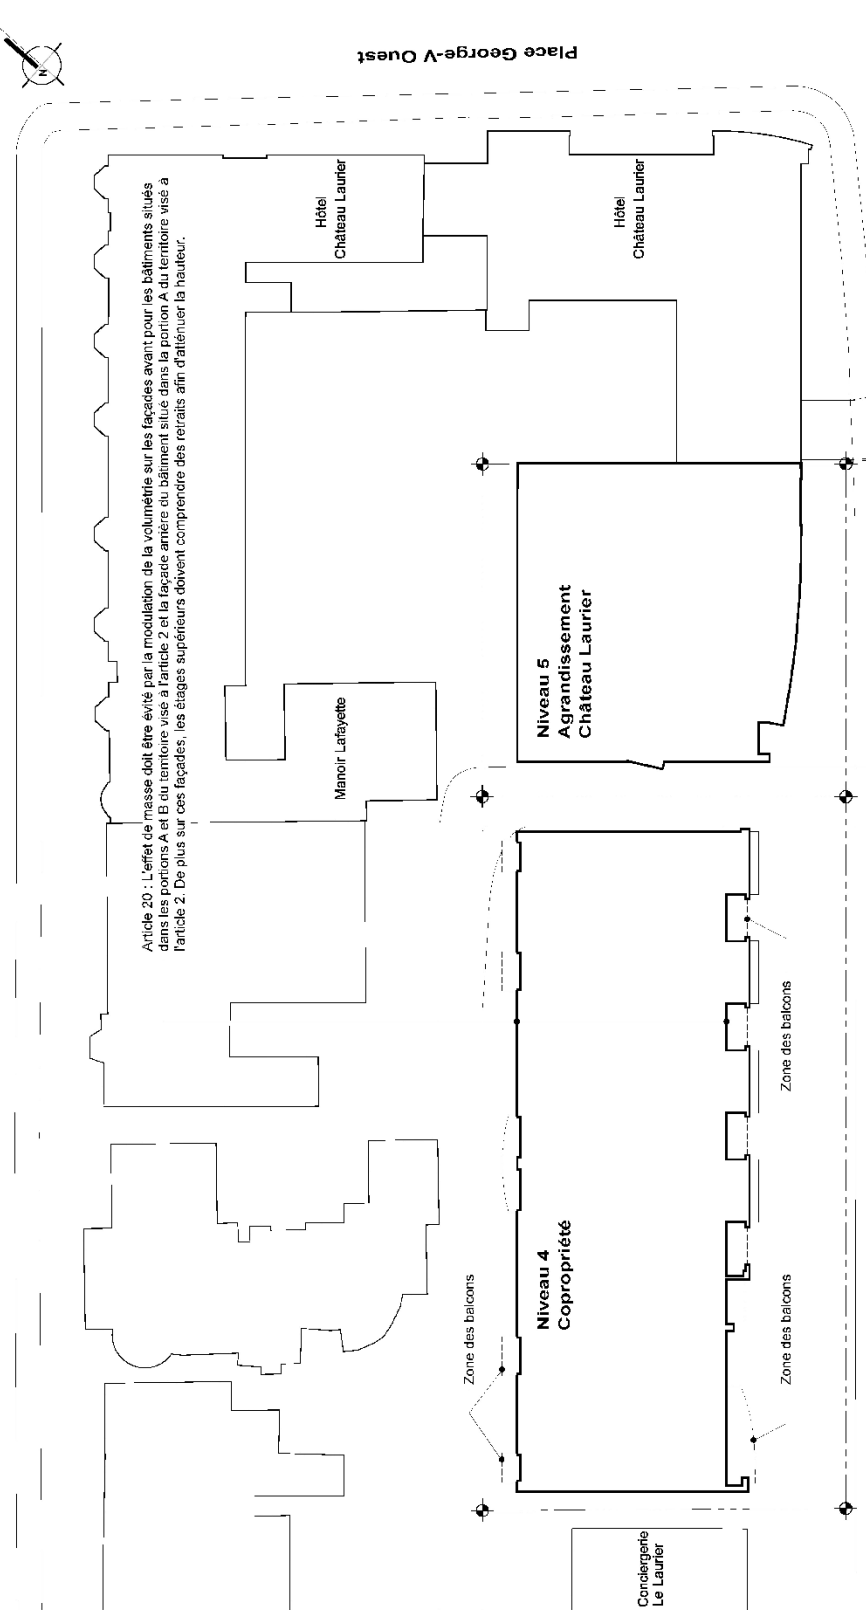 Place George-V Ouest
N
Hôtel
Château Laurier
Hôtel
Château Laurier
Article 20 : L'effet de masse doit être évité par la modulation de la volumétrie sur les façades avant pour les bâtiments situés
dans les portions A et B du territoire visé à l'article 2 et la façade arrière du bâtiment situé dans la portion A du territoire visé à
l'article 2. De plus sur ces façades, les étages supérieurs doivent comprendre des retraits afin d'atténuer la hauteur.
Manoir Lafayette
Niveau 5
Agrandissement
Château Laurier
Zone des balcons
Niveau 4
Copropriété
Zone des balcons
Zone des balcons
Conciergerie
Le Laurier